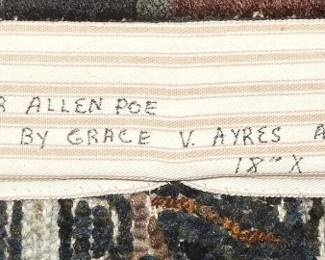 R ALLEN POE
BY GRACE V. AYRES A
18" X